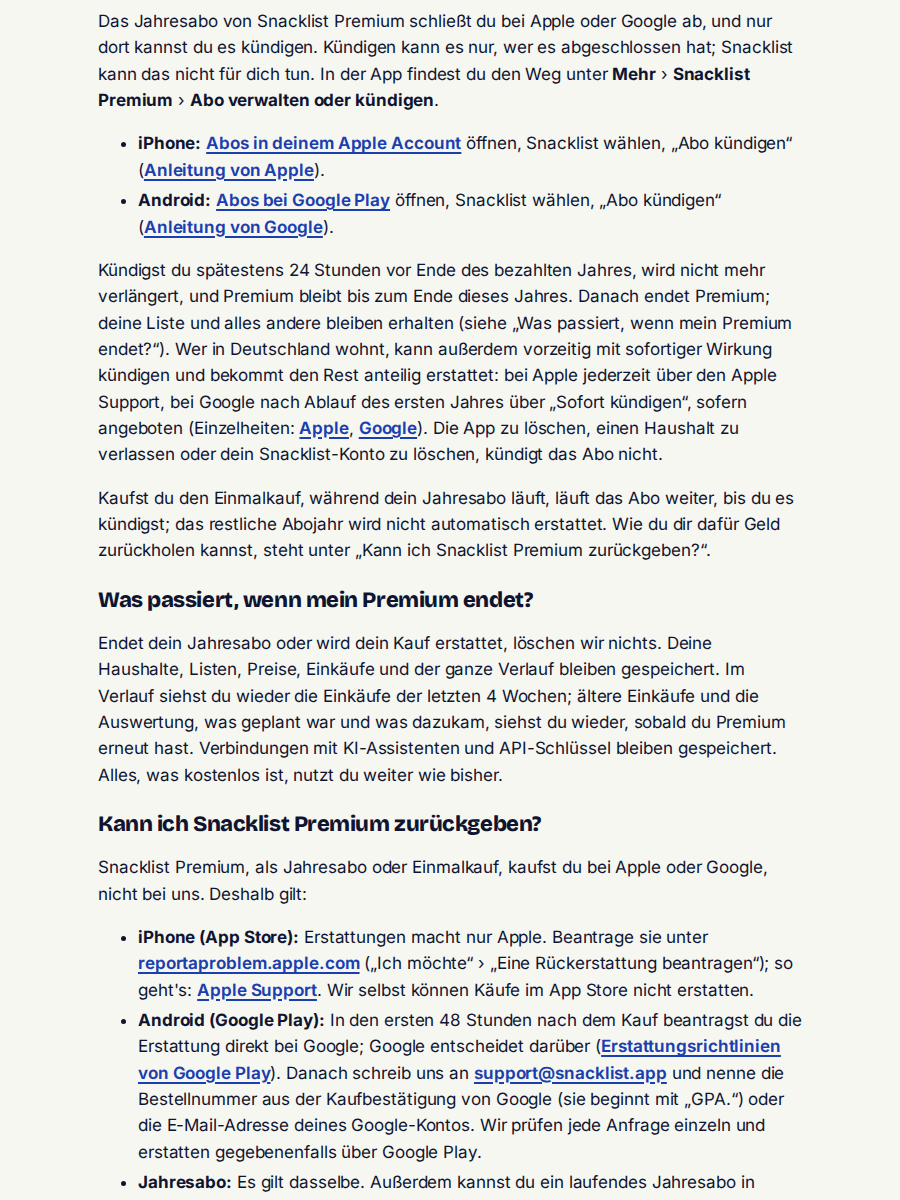 Das Jahresabo von Snacklist Premium schließt du bei Apple oder Google ab, und nur
dort kannst du es kündigen. Kündigen kann es nur, wer es abgeschlossen hat; Snacklist
kann das nicht für dich tun. In der App findest du den Weg unter Mehr › Snacklist
Premium › Abo verwalten oder kündigen.
• iPhone: Abos in deinem Apple Account öffnen, Snacklist wählen, „Abo kündigen“
(Anleitung von Apple).
• Android: Abos bei Google Play öffnen, Snacklist wählen, „Abo kündigen“
(Anleitung von Google).
Kündigst du spätestens 24 Stunden vor Ende des bezahlten Jahres, wird nicht mehr
verlängert, und Premium bleibt bis zum Ende dieses Jahres. Danach endet Premium;
deine Liste und alles andere bleiben erhalten (siehe „Was passiert, wenn mein Premium
endet?“). Wer in Deutschland wohnt, kann außerdem vorzeitig mit sofortiger Wirkung
kündigen und bekommt den Rest anteilig erstattet: bei Apple jederzeit über den Apple
Support, bei Google nach Ablauf des ersten Jahres über „Sofort kündigen“, sofern
angeboten (Einzelheiten: Apple, Google). Die App zu löschen, einen Haushalt zu
verlassen oder dein Snacklist-Konto zu löschen, kündigt das Abo nicht.
Kaufst du den Einmalkauf, während dein Jahresabo läuft, läuft das Abo weiter, bis du es
kündigst; das restliche Abojahr wird nicht automatisch erstattet. Wie du dir dafür Geld
zurückholen kannst, steht unter „Kann ich Snacklist Premium zurückgeben?“.
Was passiert, wenn mein Premium endet?
Endet dein Jahresabo oder wird dein Kauf erstattet, löschen wir nichts. Deine
Haushalte, Listen, Preise, Einkäufe und der ganze Verlauf bleiben gespeichert. Im
Verlauf siehst du wieder die Einkäufe der letzten 4 Wochen; ältere Einkäufe und die
Auswertung, was geplant war und was dazukam, siehst du wieder, sobald du Premium
erneut hast. Verbindungen mit KI-Assistenten und API-Schlüssel bleiben gespeichert.
Alles, was kostenlos ist, nutzt du weiter wie bisher.
Kann ich Snacklist Premium zurückgeben?
Snacklist Premium, als Jahresabo oder Einmalkauf, kaufst du bei Apple oder Google,
nicht bei uns. Deshalb gilt:
• iPhone (App Store): Erstattungen macht nur Apple. Beantrage sie unter
reportaproblem.apple.com („Ich möchte“ › „Eine Rückerstattung beantragen“); so
geht's: Apple Support. Wir selbst können Käufe im App Store nicht erstatten.
• Android (Google Play): In den ersten 48 Stunden nach dem Kauf beantragst du die
Erstattung direkt bei Google; Google entscheidet darüber (Erstattungsrichtlinien
von Google Play). Danach schreib uns an support@snacklist.app und nenne die
Bestellnummer aus der Kaufbestätigung von Google (sie beginnt mit „GPA.“) oder
die E-Mail-Adresse deines Google-Kontos. Wir prüfen jede Anfrage einzeln und
erstatten gegebenenfalls über Google Play.
• Jahresabo: Es gilt dasselbe. Außerdem kannst du ein laufendes Jahresabo in